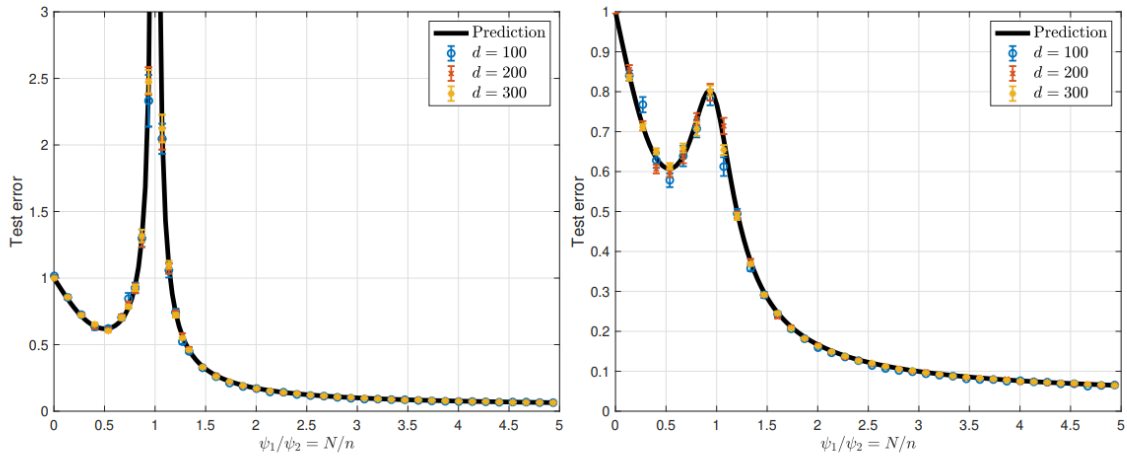 3
2.5
2
1.5
1
0.5
0
Test error
0 0.5 1 1.5 2 2.5 3 3.5 4 4.5 5
ψ₁/ψ₂ = N/n
Prediction
d = 100
d = 200
d = 300
1
0.9
0.8
0.7
0.6
0.5
0.4
0.3
0.2
0.1
0
Test error
0 0.5 1 1.5 2 2.5 3 3.5 4 4.5 5
ψ₁/ψ₂ = N/n
Prediction
d = 100
d = 200
d = 300